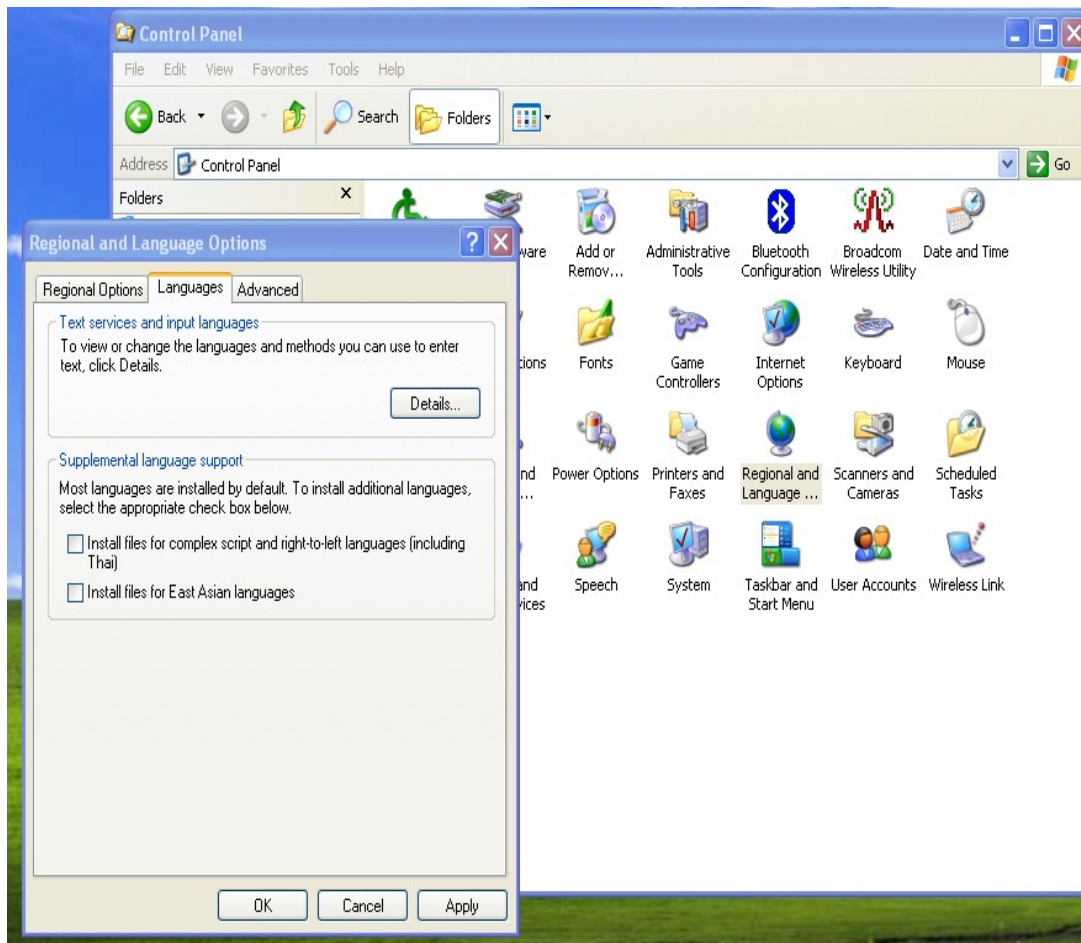 Control Panel
File Edit View Favorites Tools Help
Back Search Folders
Address Control Panel Go
Folders X
Add or
Remov...
Administrative
Tools
Bluetooth
Configuration
Broadcom
Wireless Utility
Date and Time
Fonts
Game
Controllers
Internet
Options
Keyboard
Mouse
Power Options
Printers and
Faxes
Regional and
Language ...
Scanners and
Cameras
Scheduled
Tasks
Speech
System
Taskbar and
Start Menu
User Accounts
Wireless Link
Regional and Language Options
Regional Options Languages Advanced
Text services and input languages
To view or change the languages and methods you can use to enter
text, click Details.
Details...
Supplemental language support
Most languages are installed by default. To install additional languages,
select the appropriate check box below.
Install files for complex script and right-to-left languages (including
Thai)
Install files for East Asian languages
OK Cancel Apply